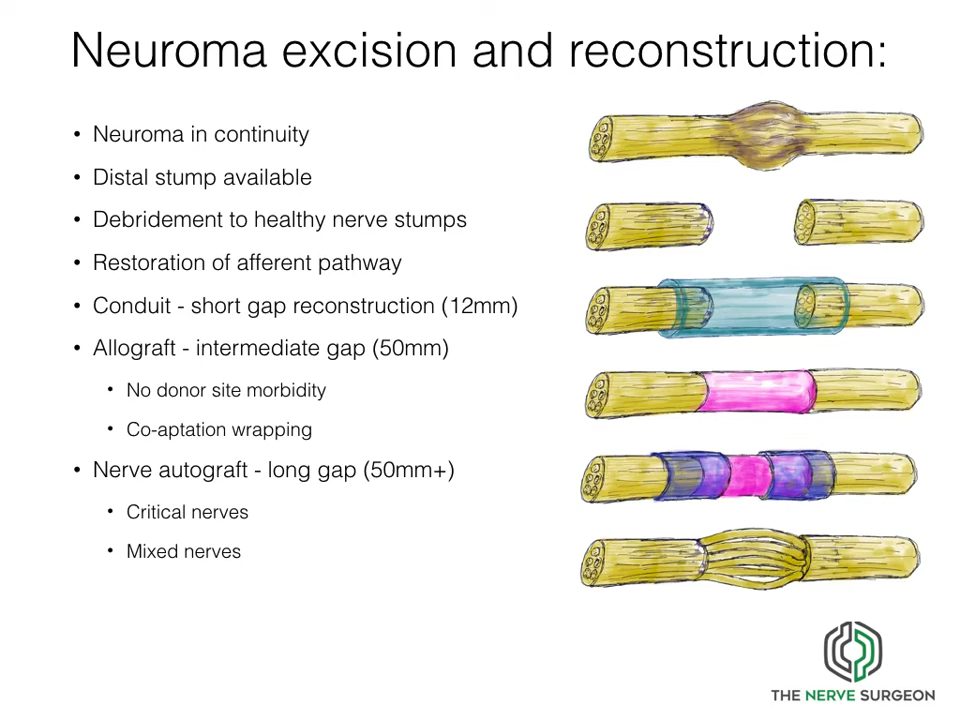 Neuroma excision and reconstruction:
• Neuroma in continuity
• Distal stump available
• Debridement to healthy nerve stumps
• Restoration of afferent pathway
• Conduit - short gap reconstruction (12mm)
• Allograft - intermediate gap (50mm)
• No donor site morbidity
• Co-aptation wrapping
• Nerve autograft - long gap (50mm+)
• Critical nerves
• Mixed nerves
THE NERVE SURGEON